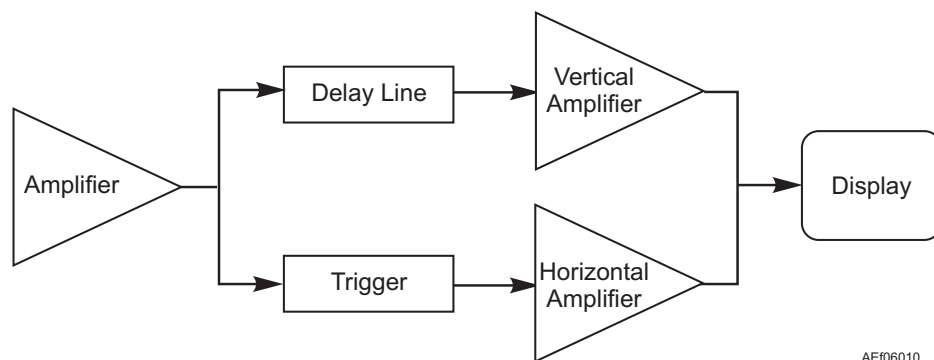 Amplifier
Delay Line
Vertical
Amplifier
Trigger
Horizontal
Amplifier
Display
AEf06010